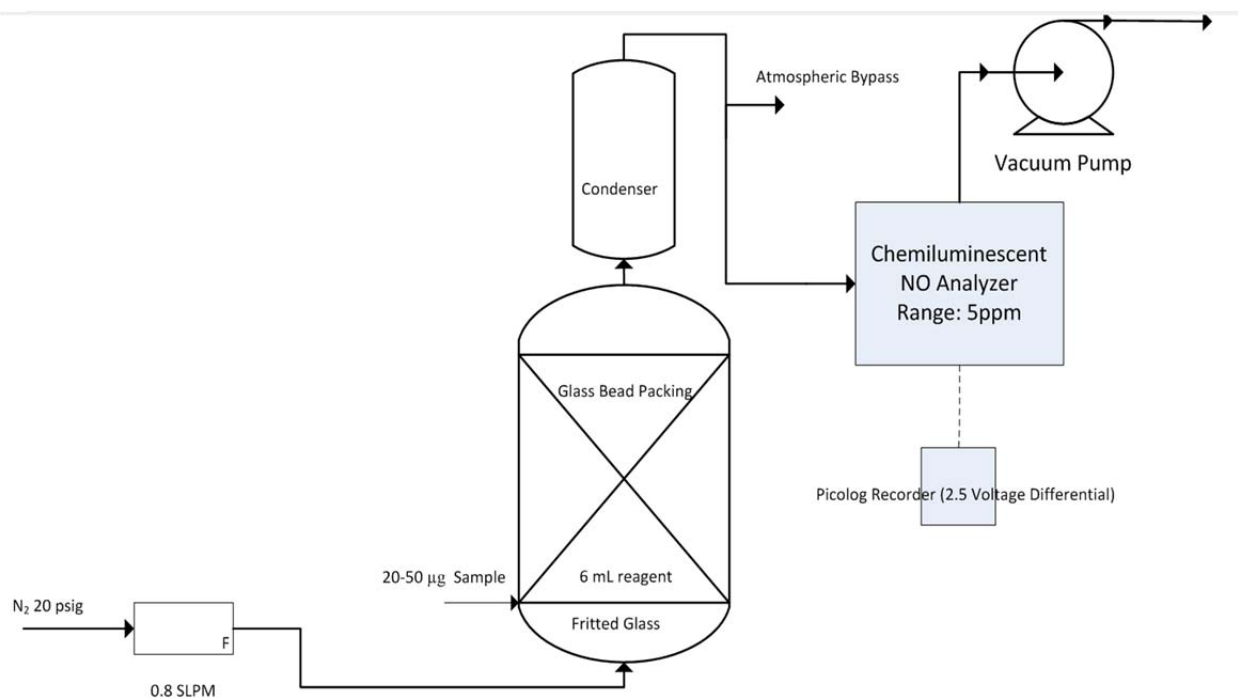 Atmospheric Bypass
Vacuum Pump
Condenser
Chemiluminescent
NO Analyzer
Range: 5ppm
Glass Bead Packing
Picolog Recorder (2.5 Voltage Differential)
20-50 µg Sample
6 mL reagent
N₂ 20 psig
Fritted Glass
F
0.8 SLPM